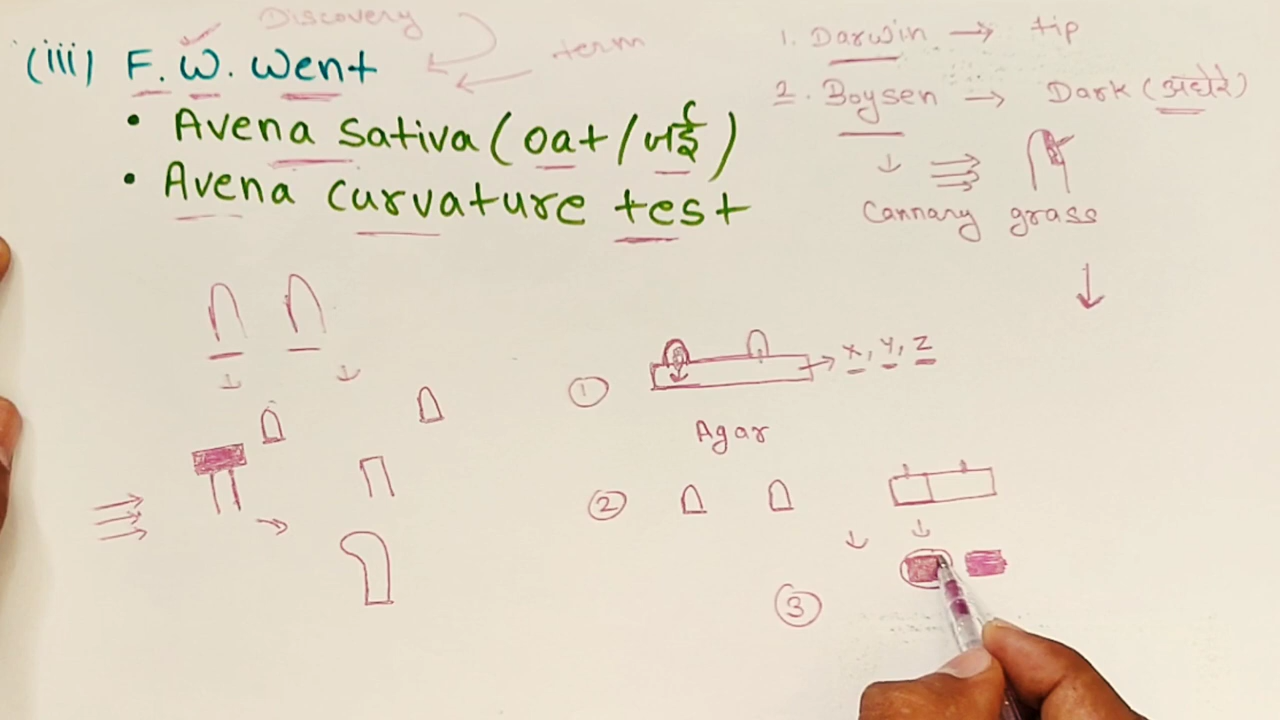 Discovery
term
(iii) F. W. Went
• Avena sativa (oat/जई)
• Avena curvature test
1. Darwin → tip
2. Boysen → Dark (अंधेरे)
Cannary grass
① → x, y, z
Agar
②
③